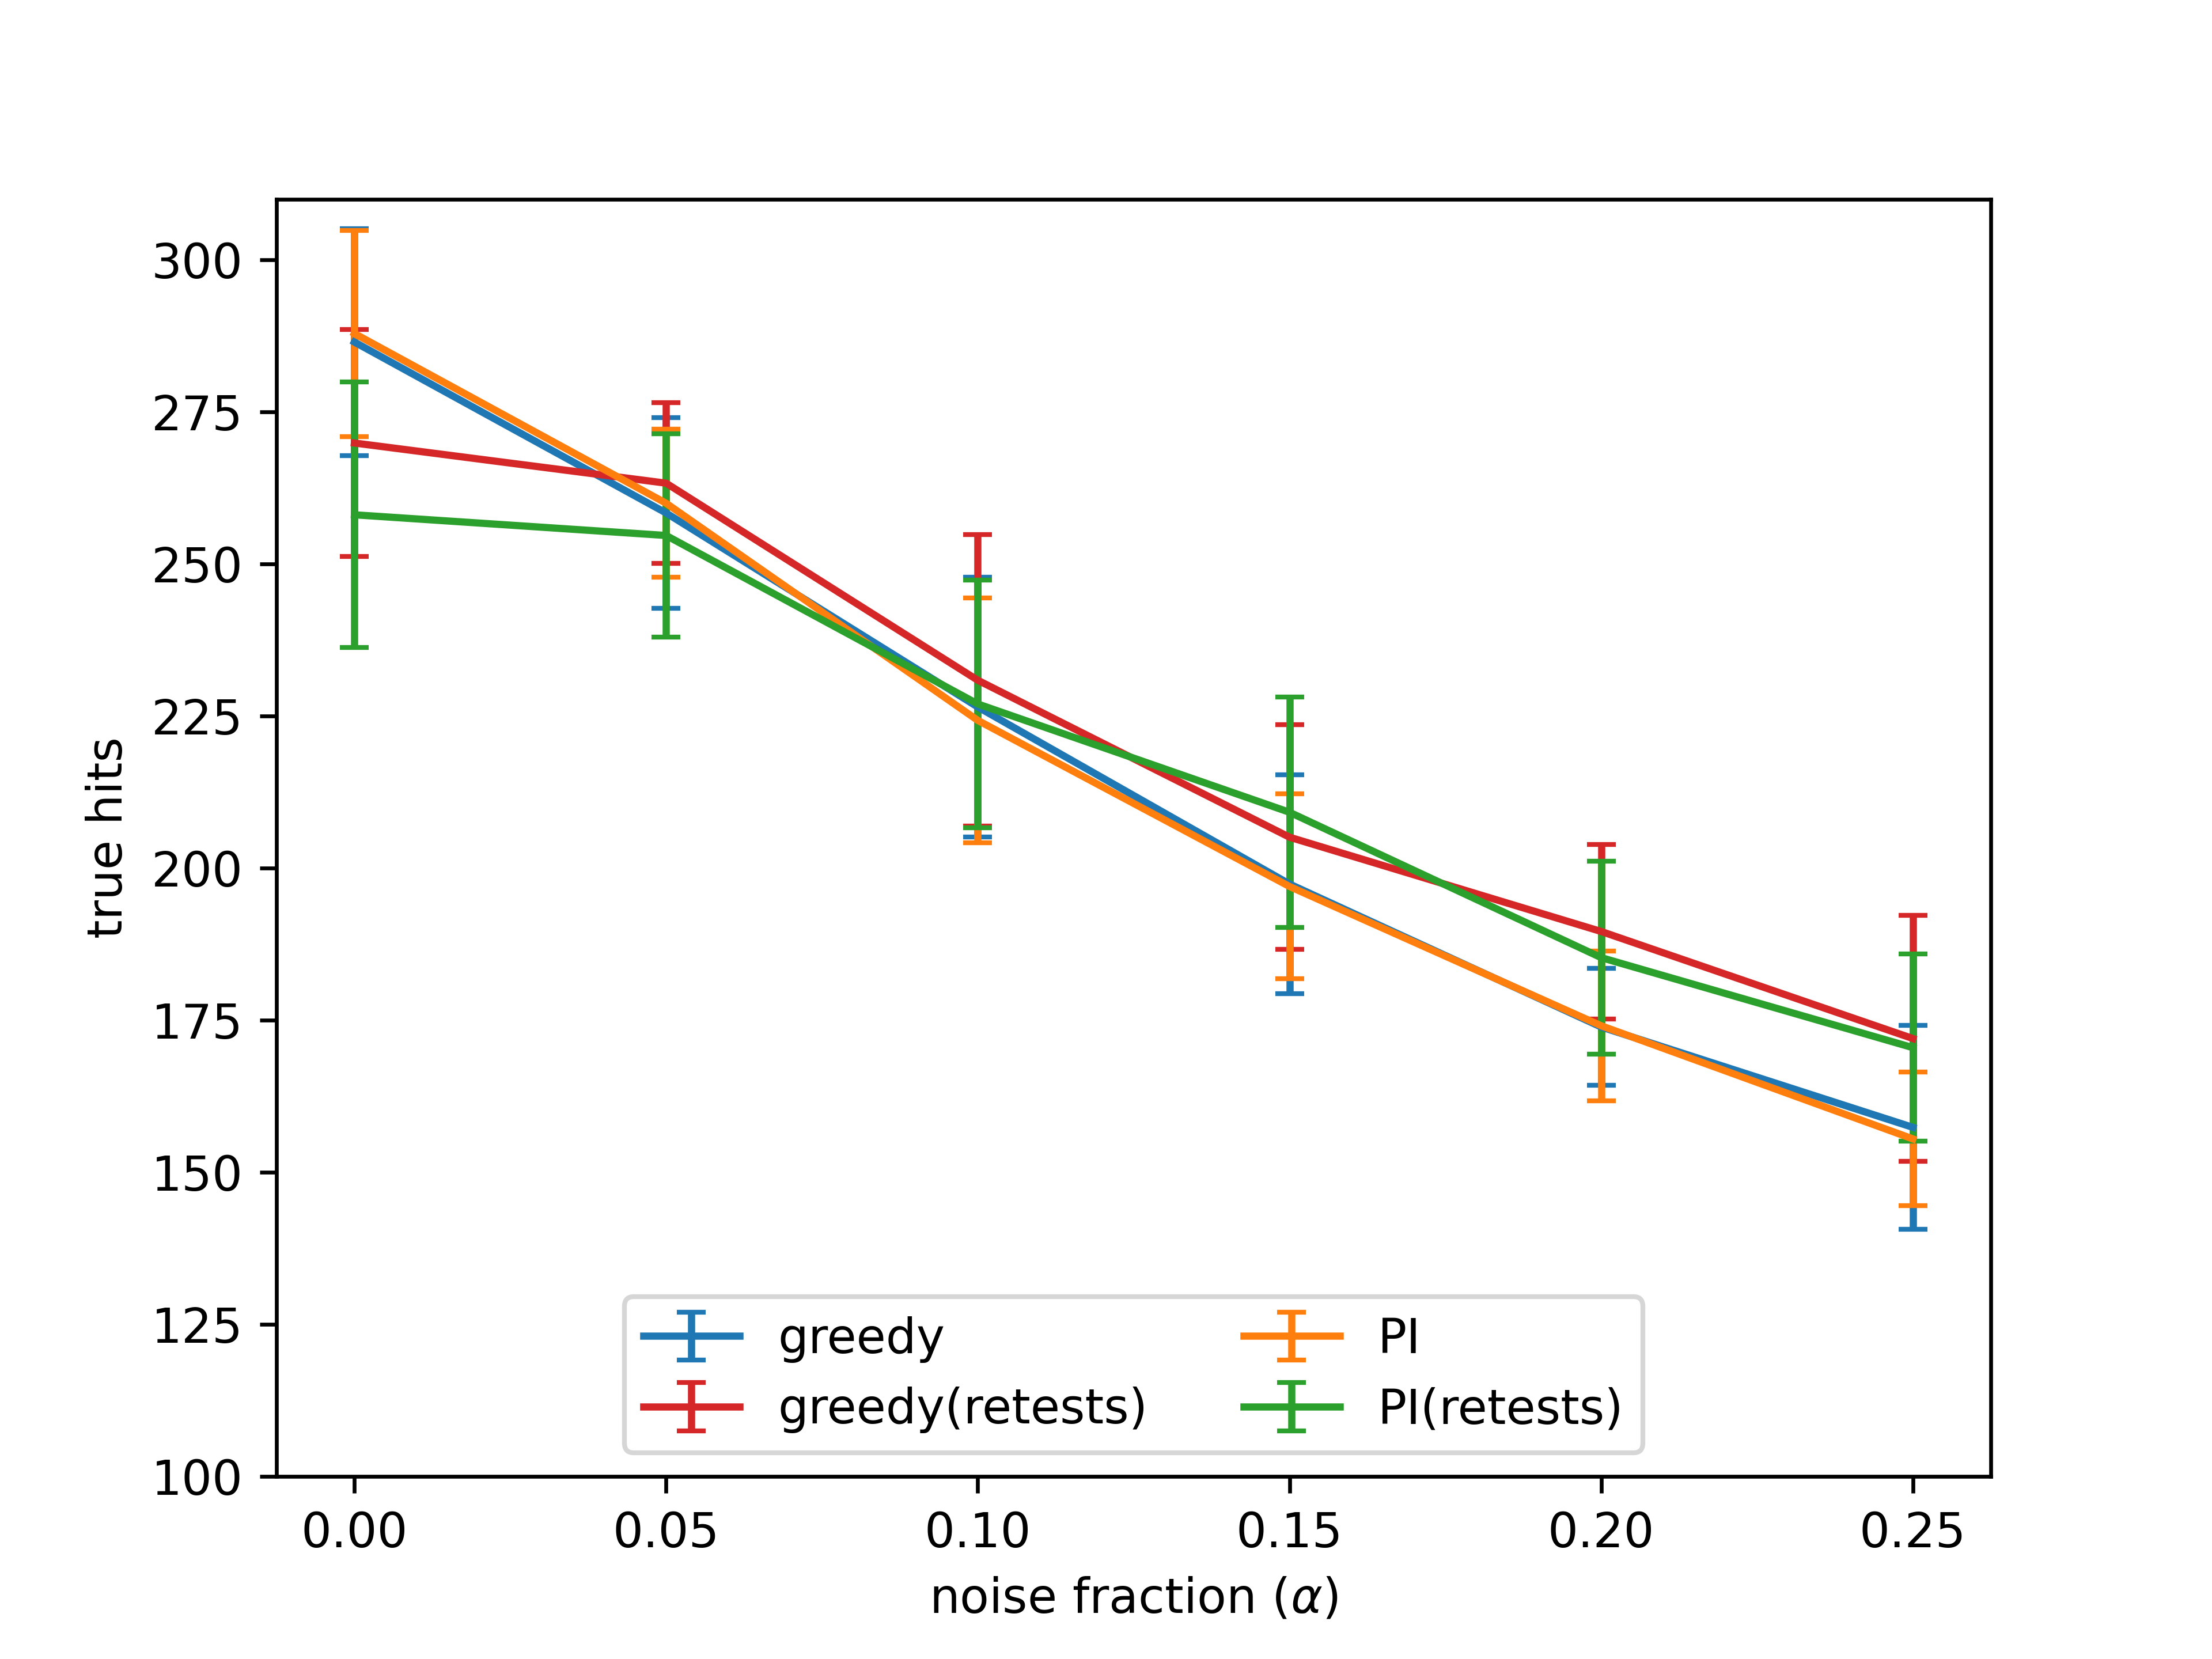 true hits
300
275
250
225
200
175
150
125
100
greedy
greedy(retests)
PI
PI(retests)
0.00 0.05 0.10 0.15 0.20 0.25
noise fraction (α)